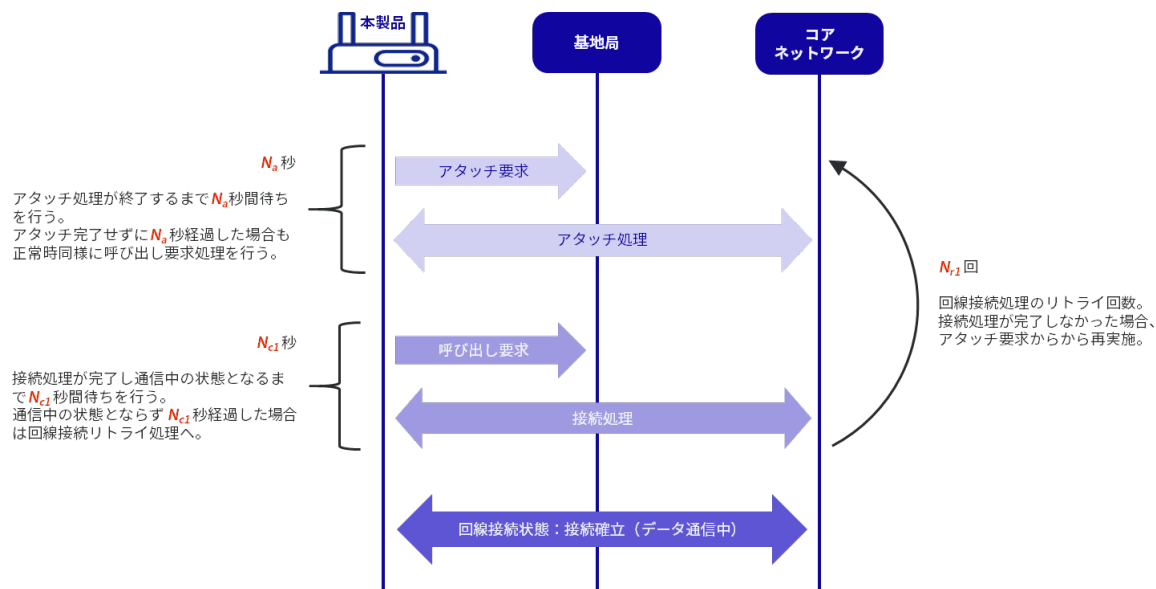 本製品
基地局
コア
ネットワーク
Na 秒
アタッチ処理が終了するまでNa秒間待ち
を行う。
アタッチ完了せずにNa秒経過した場合も
正常時同様に呼び出し要求処理を行う。
アタッチ要求
アタッチ処理
Nr1 回
回線接続処理のリトライ回数。
接続処理が完了しなかった場合、
アタッチ要求からから再実施。
Nc1 秒
接続処理が完了し通信中の状態となるま
でNc1秒間待ちを行う。
通信中の状態とならず Nc1秒経過した場合
は回線接続リトライ処理へ。
呼び出し要求
接続処理
回線接続状態：接続確立（データ通信中）